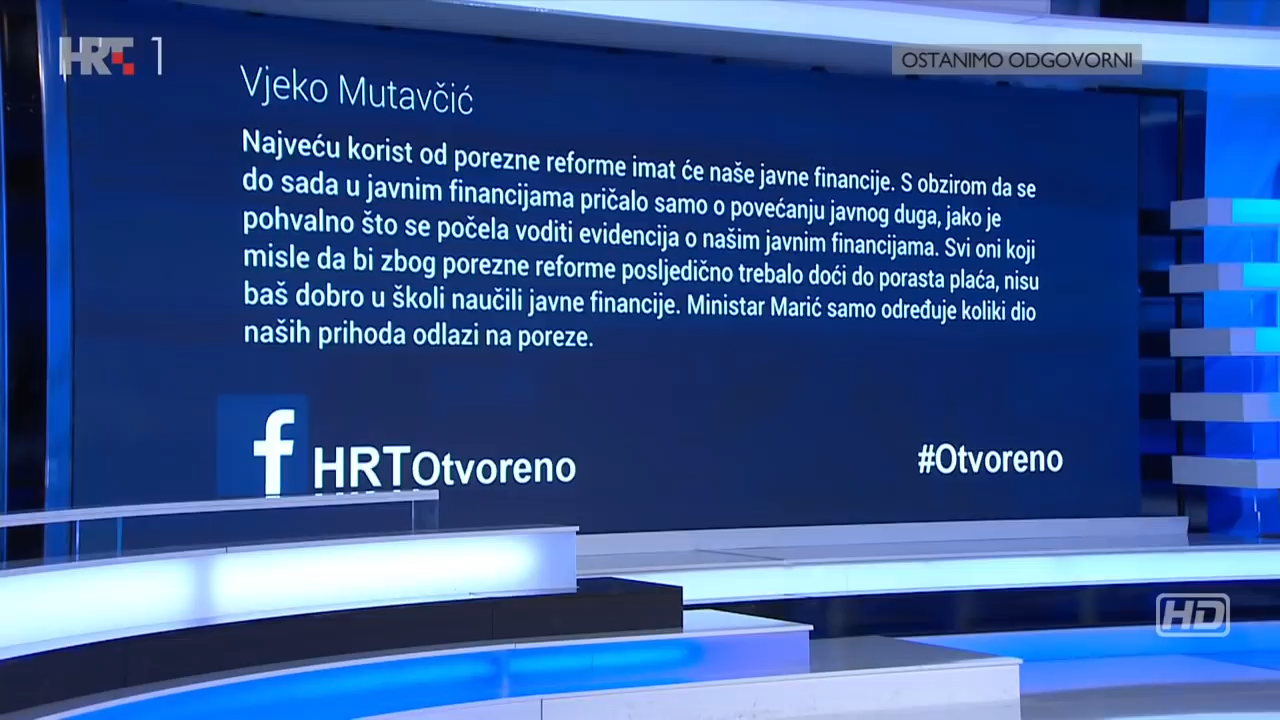 HRT 1
OSTANIMO ODGOVORNI
Vjeko Mutavčić
Najveću korist od porezne reforme imat će naše javne financije. S obzirom da se
do sada u javnim financijama pričalo samo o povećanju javnog duga, jako je
pohvalno što se počela voditi evidencija o našim javnim financijama. Svi oni koji
misle da bi zbog porezne reforme posljedično trebalo doći do porasta plaća, nisu
baš dobro u školi naučili javne financije. Ministar Marić samo određuje koliki dio
naših prihoda odlazi na poreze.
f HRTOtvoreno
#Otvoreno
HD